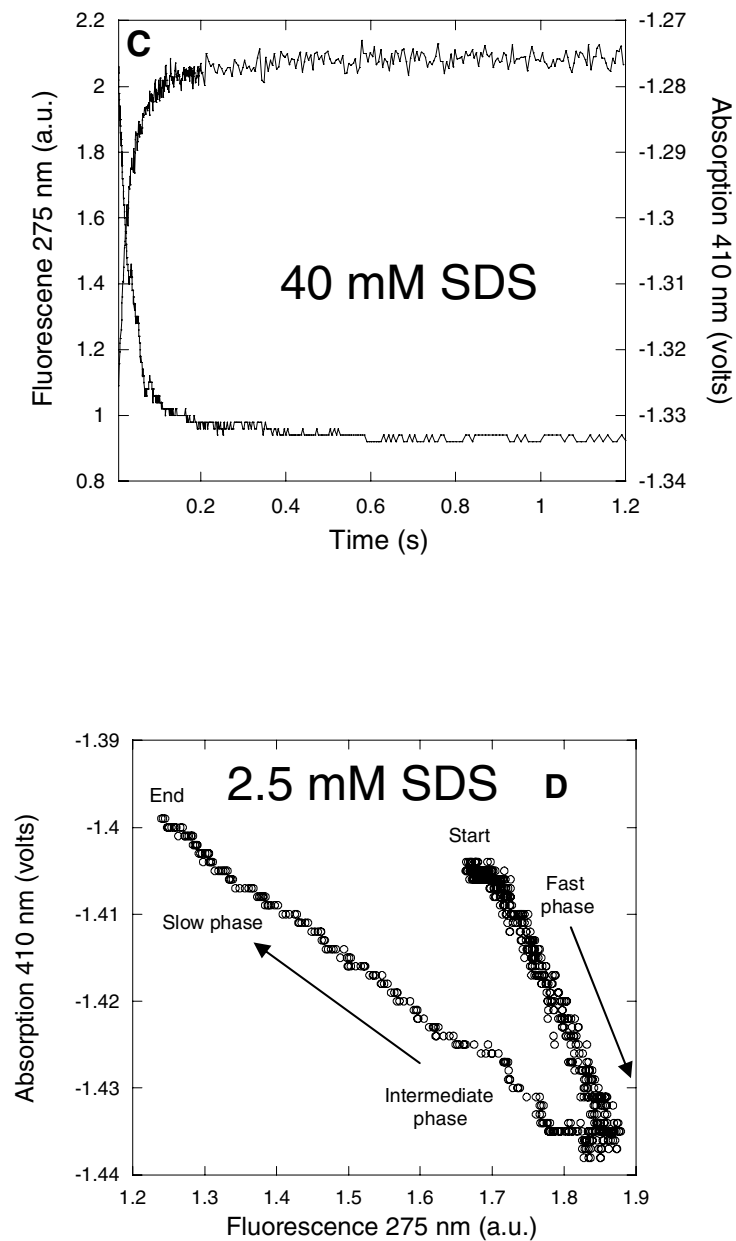 C
2.2
2
1.8
1.6
1.4
1.2
1
0.8
Fluorescene 275 nm (a.u.)
-1.27
-1.28
-1.29
-1.3
-1.31
-1.32
-1.33
-1.34
Absorption 410 nm (volts)
40 mM SDS
0.2 0.4 0.6 0.8 1 1.2
Time (s)
2.5 mM SDS D
-1.39
-1.4
-1.41
-1.42
-1.43
-1.44
Absorption 410 nm (volts)
End
Start
Fast
phase
Slow phase
Intermediate
phase
1.2 1.3 1.4 1.5 1.6 1.7 1.8 1.9
Fluorescence 275 nm (a.u.)